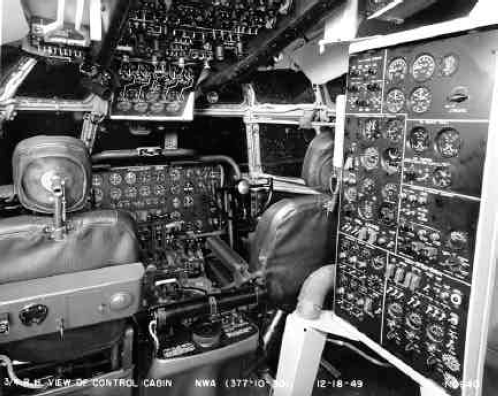 3/4 R.H. VIEW OF CONTROL CABIN NWA (377-10-30) 12-18-49